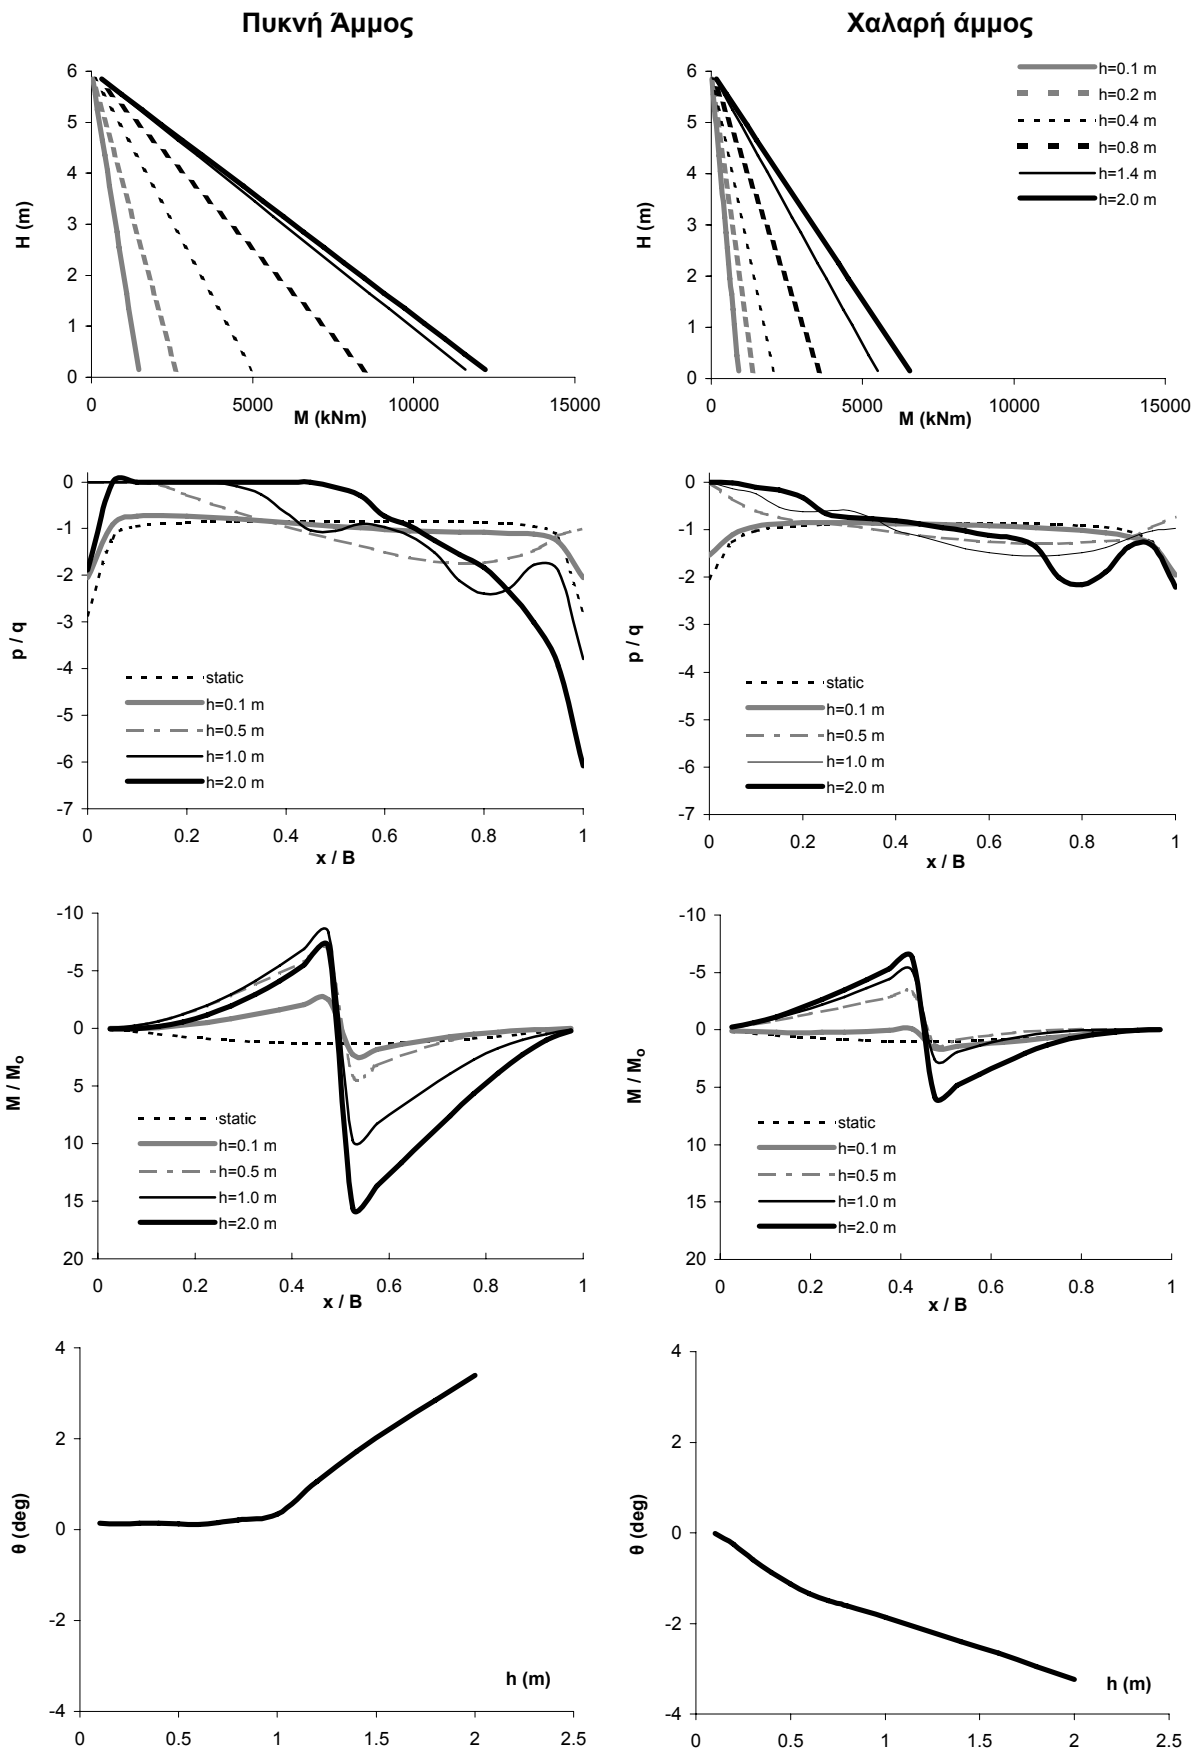 Πυκνή Άμμος
Χαλαρή άμμος
H (m)
6
5
4
3
2
1
0
0 5000 10000 15000
M (kNm)
H (m)
6
5
4
3
2
1
0
0 5000 10000 15000
M (kNm)
h=0.1 m
h=0.2 m
h=0.4 m
h=0.8 m
h=1.4 m
h=2.0 m
p / q
0
-1
-2
-3
-4
-5
-6
-7
static
h=0.1 m
h=0.5 m
h=1.0 m
h=2.0 m
0 0.2 0.4 0.6 0.8 1
x / B
p / q
0
-1
-2
-3
-4
-5
-6
-7
static
h=0.1 m
h=0.5 m
h=1.0 m
h=2.0 m
0 0.2 0.4 0.6 0.8 1
x / B
M / Mo
-10
-5
0
5
10
15
20
static
h=0.1 m
h=0.5 m
h=1.0 m
h=2.0 m
0 0.2 0.4 0.6 0.8 1
x / B
M / Mo
-10
-5
0
5
10
15
20
static
h=0.1 m
h=0.5 m
h=1.0 m
h=2.0 m
0 0.2 0.4 0.6 0.8 1
x / B
θ (deg)
4
2
0
-2
-4
h (m)
0 0.5 1 1.5 2 2.5
θ (deg)
4
2
0
-2
-4
h (m)
0 0.5 1 1.5 2 2.5